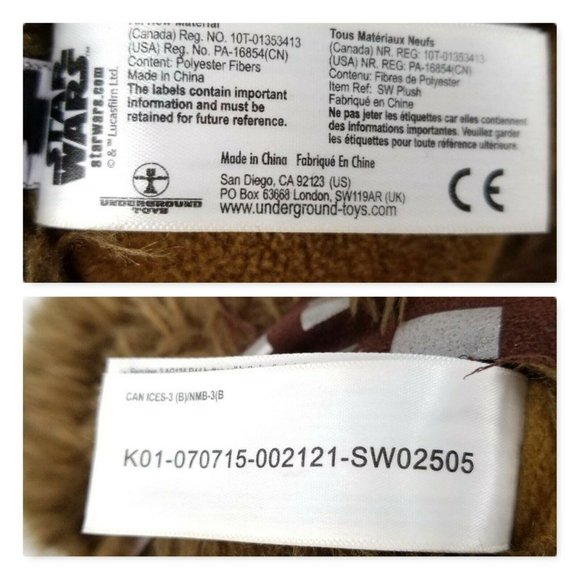 All New Material
(Canada) Reg. NO. 10T-01353413
(USA) Reg. No. PA-16854(CN)
Content: Polyester Fibers
Made in China
The labels contain important
information and must be
retained for future reference.
Tous Matériaux Neufs
(Canada) NR. REG: 10T-01353413
(USA) NR. REG: PA-16854(CN)
Contenu: Fibres de Polyester
Item Ref: SW Plush
Fabriqué en Chine
Ne pas jeter les étiquettes car elles contiennent
des informations importantes. Veuillez garder
les étiquettes pour toute référence ultérieure.
STAR
WARS™
starwars.com
© & ™ Lucasfilm Ltd.
Made in China Fabriqué En Chine
UNDERGROUND
TOYS
San Diego, CA 92123 (US)
PO Box 63668 London, SW119AR (UK)
www.underground-toys.com
CE
CAN ICES-3 (B)/NMB-3(B
K01-070715-002121-SW02505